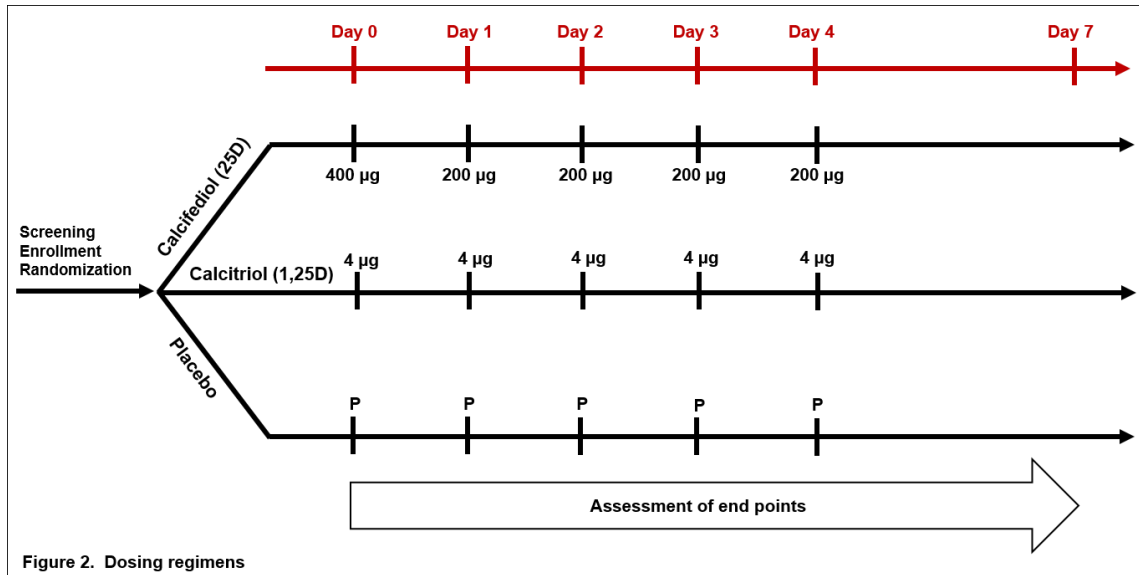 Day 0 Day 1 Day 2 Day 3 Day 4 Day 7
Calcifediol (25D)
400 µg 200 µg 200 µg 200 µg 200 µg
Screening
Enrollment
Randomization
Calcitriol (1,25D)
4 µg 4 µg 4 µg 4 µg 4 µg
Placebo
P P P P P
Assessment of end points
Figure 2. Dosing regimens